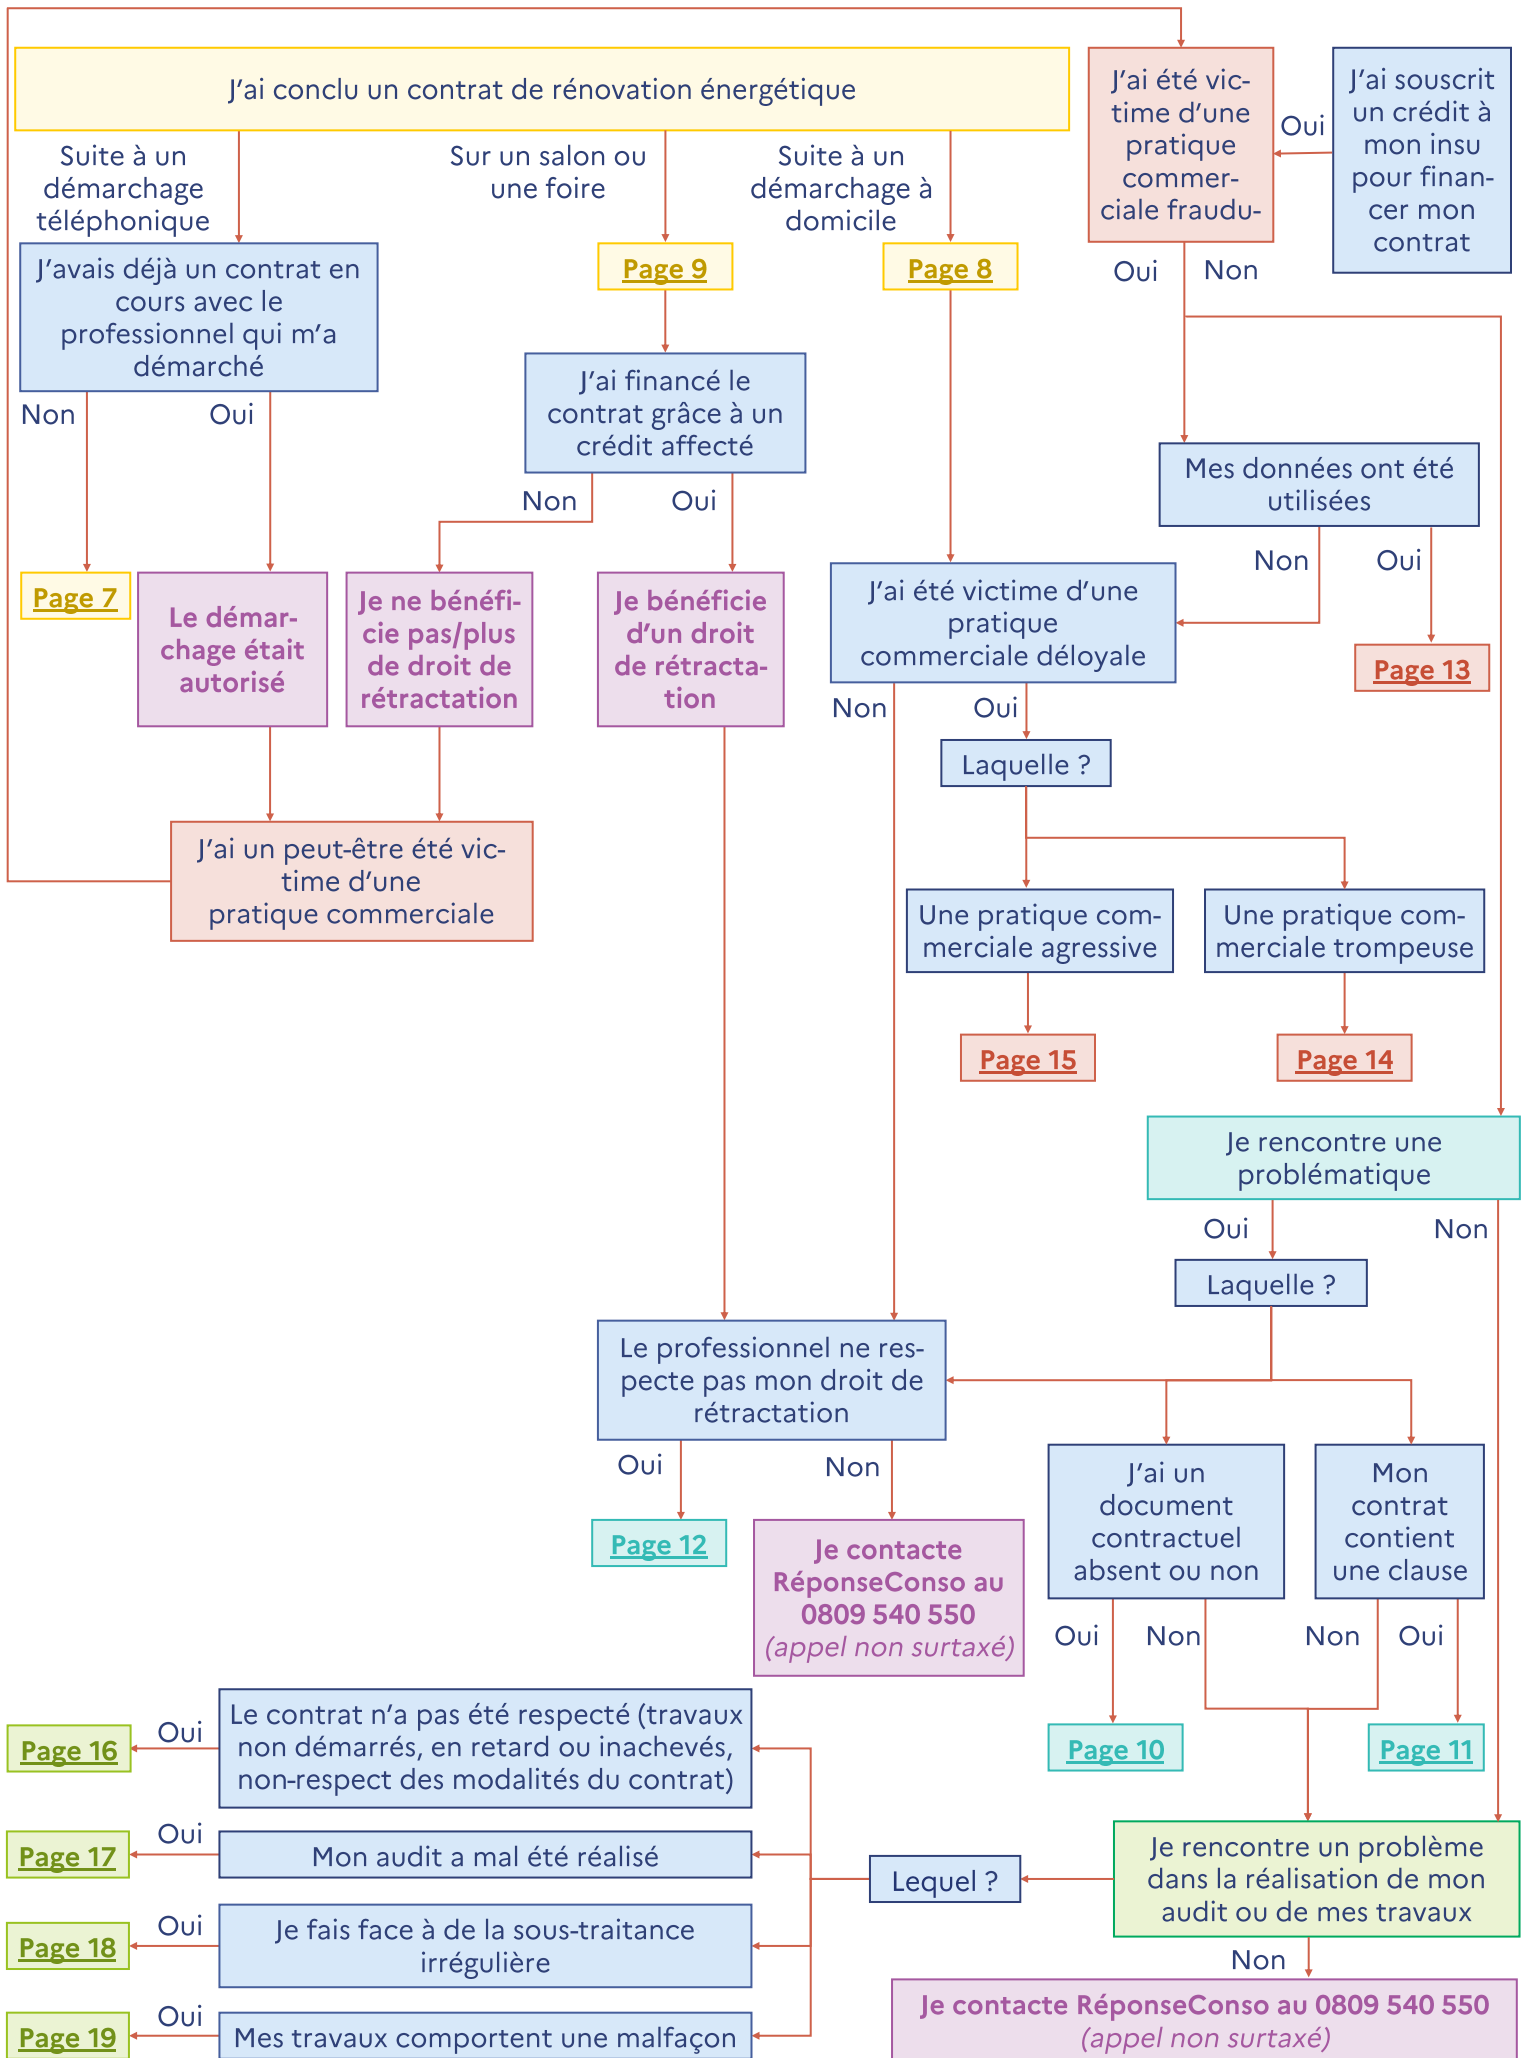 J'ai conclu un contrat de rénovation énergétique
J'ai été vic-
time d'une
pratique
commer-
ciale fraudu-
Oui
J'ai souscrit
un crédit à
mon insu
pour finan-
cer mon
contrat
Suite à un
démarchage
téléphonique
Sur un salon ou
une foire
Suite à un
démarchage à
domicile
J'avais déjà un contrat en
cours avec le
professionnel qui m'a
démarché
Page 9
Page 8
Oui
Non
J'ai financé le
contrat grâce à un
crédit affecté
Non
Oui
Non
Oui
Mes données ont été
utilisées
Non
Oui
Page 7
Le démar-
chage était
autorisé
Je ne bénéfi-
cie pas/plus
de droit de
rétractation
Je bénéficie
d'un droit
de rétracta-
tion
J'ai été victime d'une
pratique
commerciale déloyale
Page 13
Non
Oui
Laquelle ?
J'ai un peut-être été vic-
time d'une
pratique commerciale
Une pratique com-
merciale agressive
Une pratique com-
merciale trompeuse
Page 15
Page 14
Je rencontre une
problématique
Oui
Non
Laquelle ?
Le professionnel ne res-
pecte pas mon droit de
rétractation
Oui
Non
J'ai un
document
contractuel
absent ou non
Mon
contrat
contient
une clause
Page 12
Je contacte
RéponseConso au
0809 540 550
(appel non surtaxé)
Oui
Non
Non
Oui
Page 10
Page 11
Le contrat n'a pas été respecté (travaux
non démarrés, en retard ou inachevés,
non-respect des modalités du contrat)
Oui
Page 16
Mon audit a mal été réalisé
Oui
Page 17
Lequel ?
Je rencontre un problème
dans la réalisation de mon
audit ou de mes travaux
Je fais face à de la sous-traitance
irrégulière
Oui
Page 18
Non
Je contacte RéponseConso au 0809 540 550
(appel non surtaxé)
Mes travaux comportent une malfaçon
Oui
Page 19